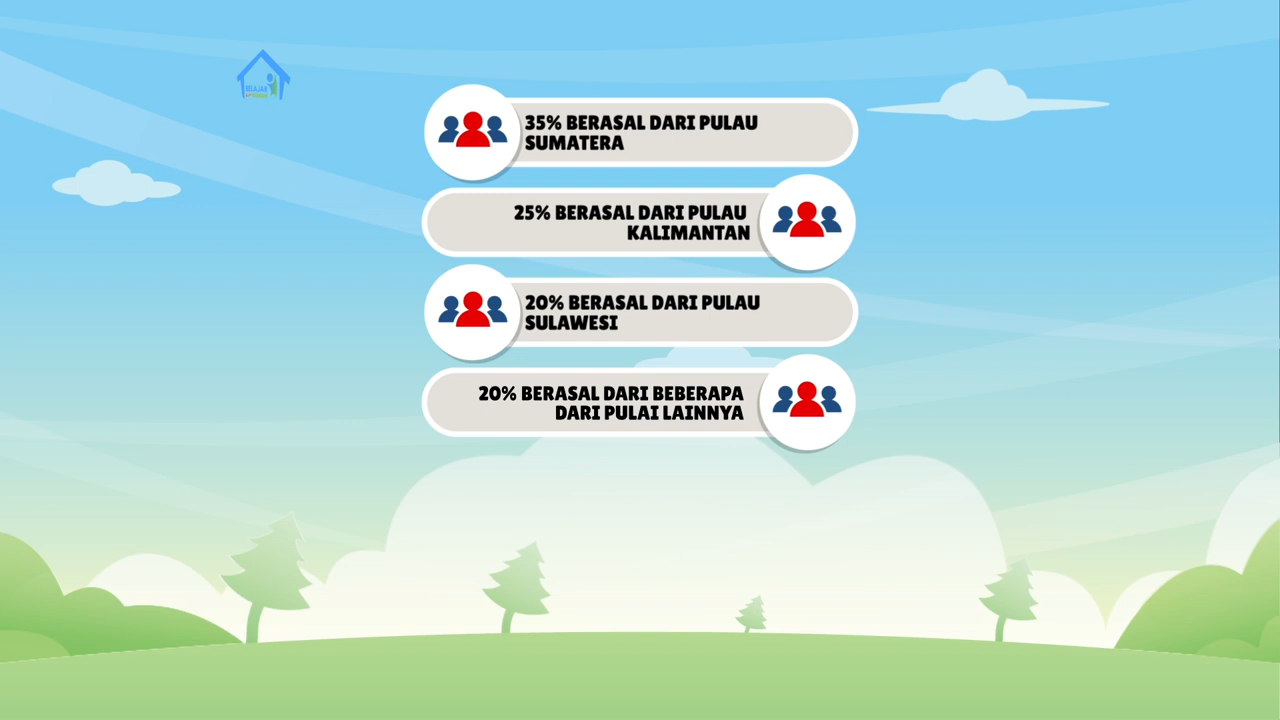 BELAJAR
35% BERASAL DARI PULAU
SUMATERA
25% BERASAL DARI PULAU
KALIMANTAN
20% BERASAL DARI PULAU
SULAWESI
20% BERASAL DARI BEBERAPA
DARI PULAI LAINNYA